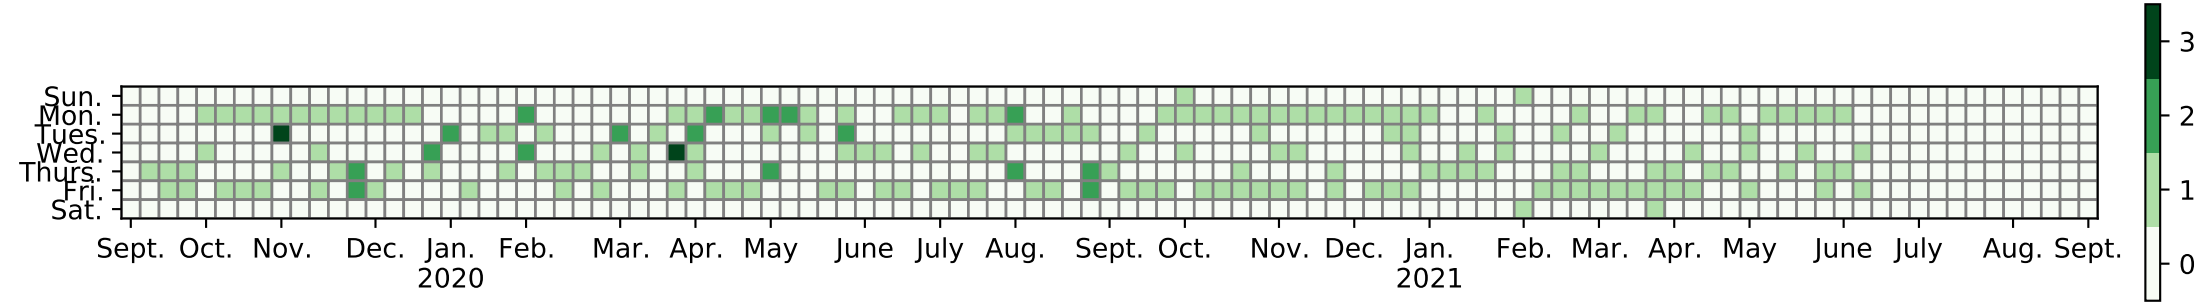 Sun.
Mon.
Tues.
Wed.
Thurs.
Fri.
Sat.
Sept. Oct. Nov. Dec. Jan. Feb. Mar. Apr. May June July Aug. Sept. Oct. Nov. Dec. Jan. Feb. Mar. Apr. May June July Aug. Sept.
2020 2021
3
2
1
0